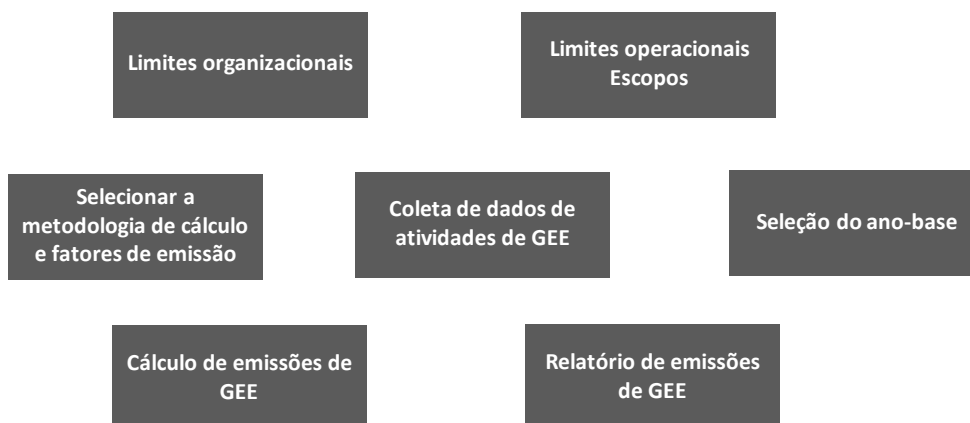 Limites organizacionais
Limites operacionais
Escopos
Selecionar a
metodologia de cálculo
e fatores de emissão
Coleta de dados de
atividades de GEE
Seleção do ano-base
Cálculo de emissões de
GEE
Relatório de emissões
de GEE